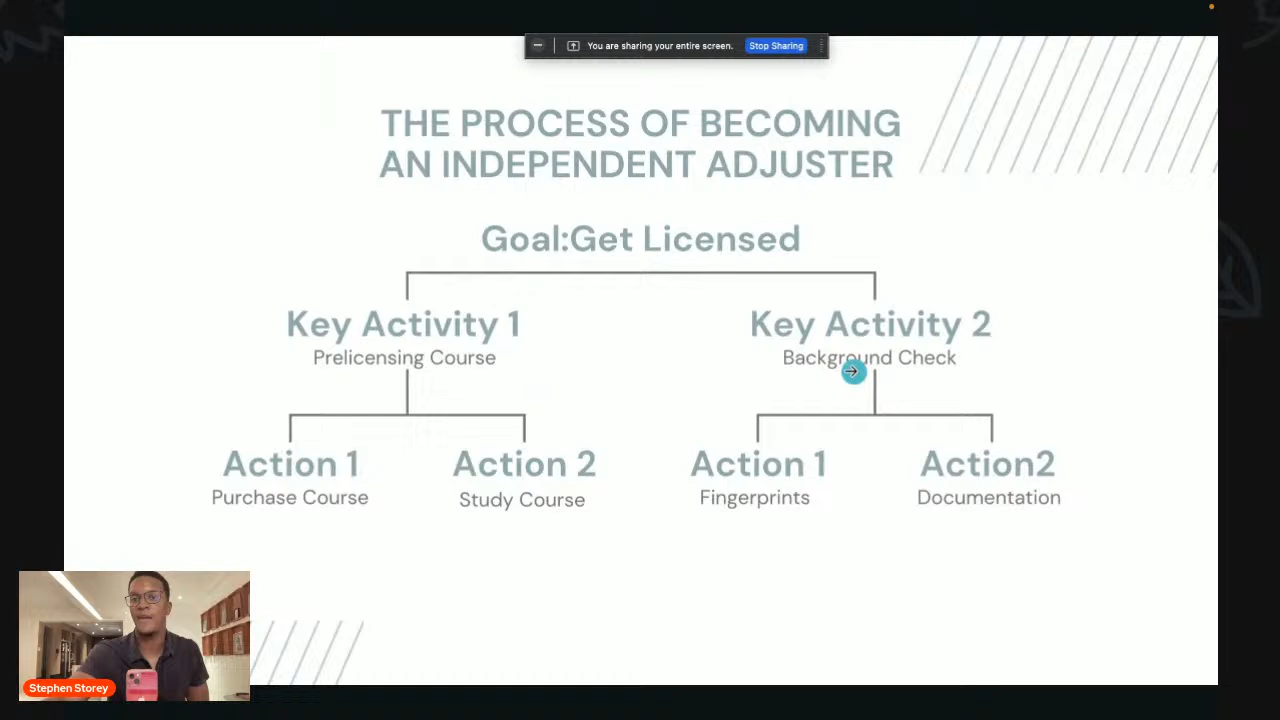 You are sharing your entire screen. Stop Sharing
THE PROCESS OF BECOMING
AN INDEPENDENT ADJUSTER
Goal:Get Licensed
Key Activity 1
Prelicensing Course
Key Activity 2
Background Check
Action 1
Purchase Course
Action 2
Study Course
Action 1
Fingerprints
Action2
Documentation
Stephen Storey